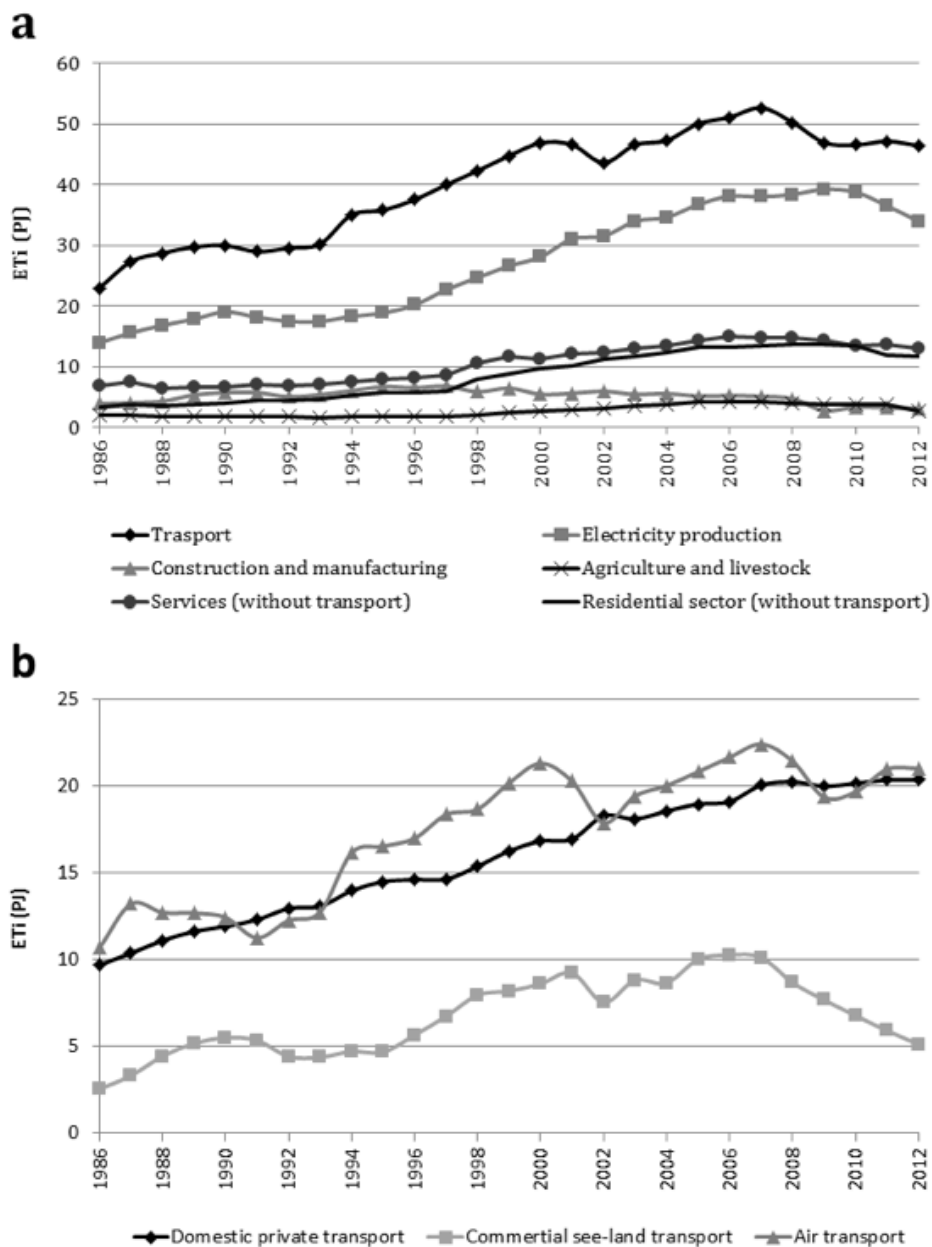 a
60
50
40
30
20
10
0
ETi (PJ)
1986 1988 1990 1992 1994 1996 1998 2000 2002 2004 2006 2008 2010 2012
Trasport Electricity production
Construction and manufacturing Agriculture and livestock
Services (without transport) Residential sector (without transport)
b
25
20
15
10
5
0
ETi (PJ)
1986 1988 1990 1992 1994 1996 1998 2000 2002 2004 2006 2008 2010 2012
Domestic private transport Commertial see-land transport Air transport